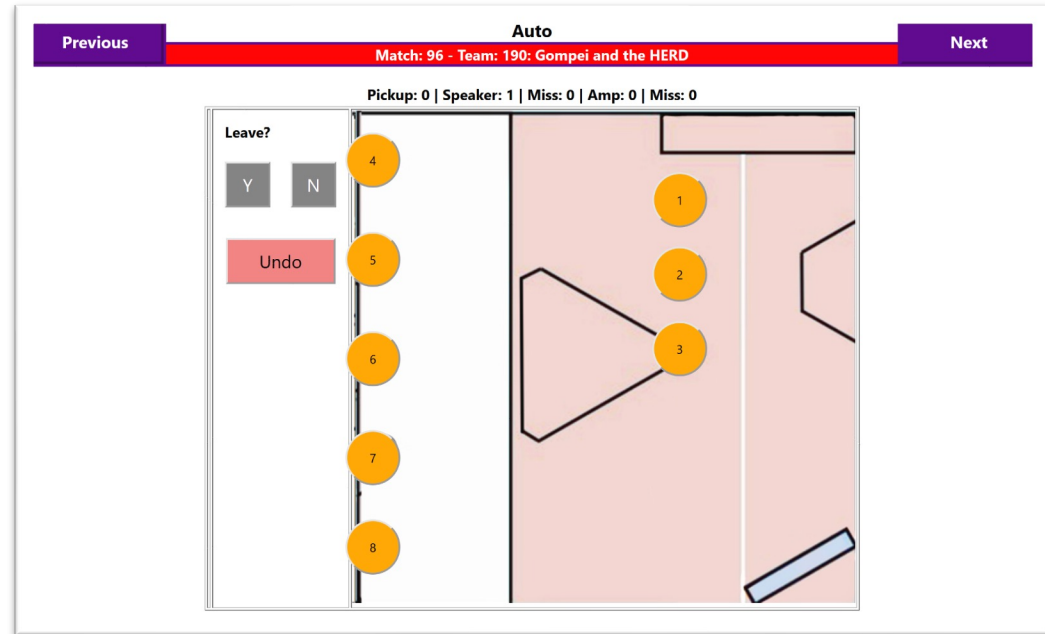 Previous
Auto
Next
Match: 96 - Team: 190: Gompei and the HERD
Pickup: 0 | Speaker: 1 | Miss: 0 | Amp: 0 | Miss: 0
Leave?
Y N
Undo
4
5
6
7
8
1
2
3